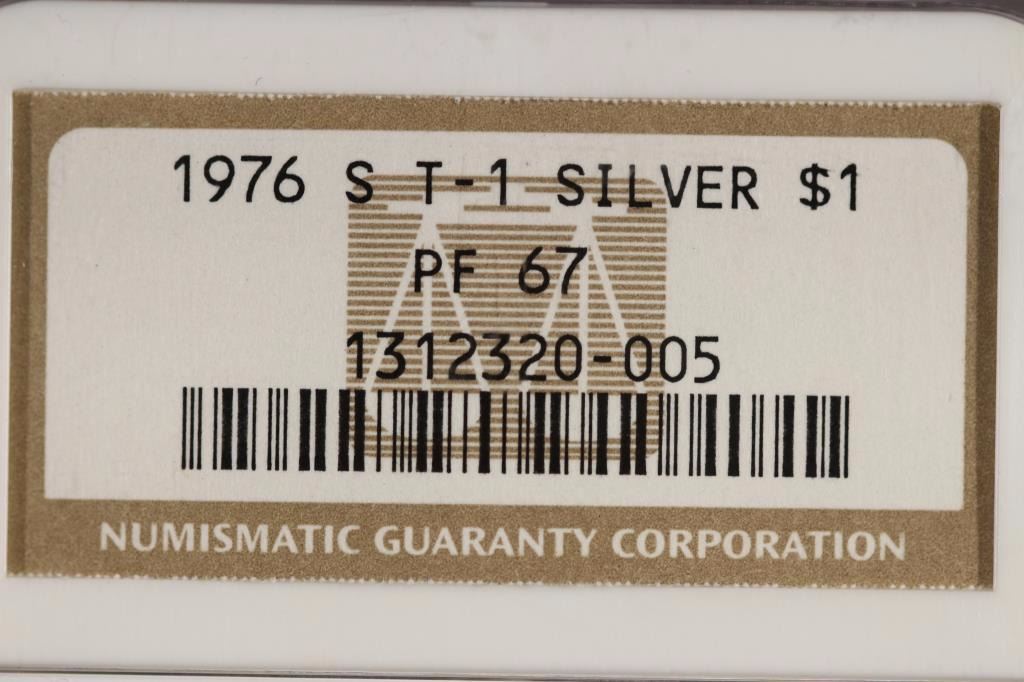 1976 S T-1 SILVER $1
PF 67
1312320-005
NUMISMATIC GUARANTY CORPORATION